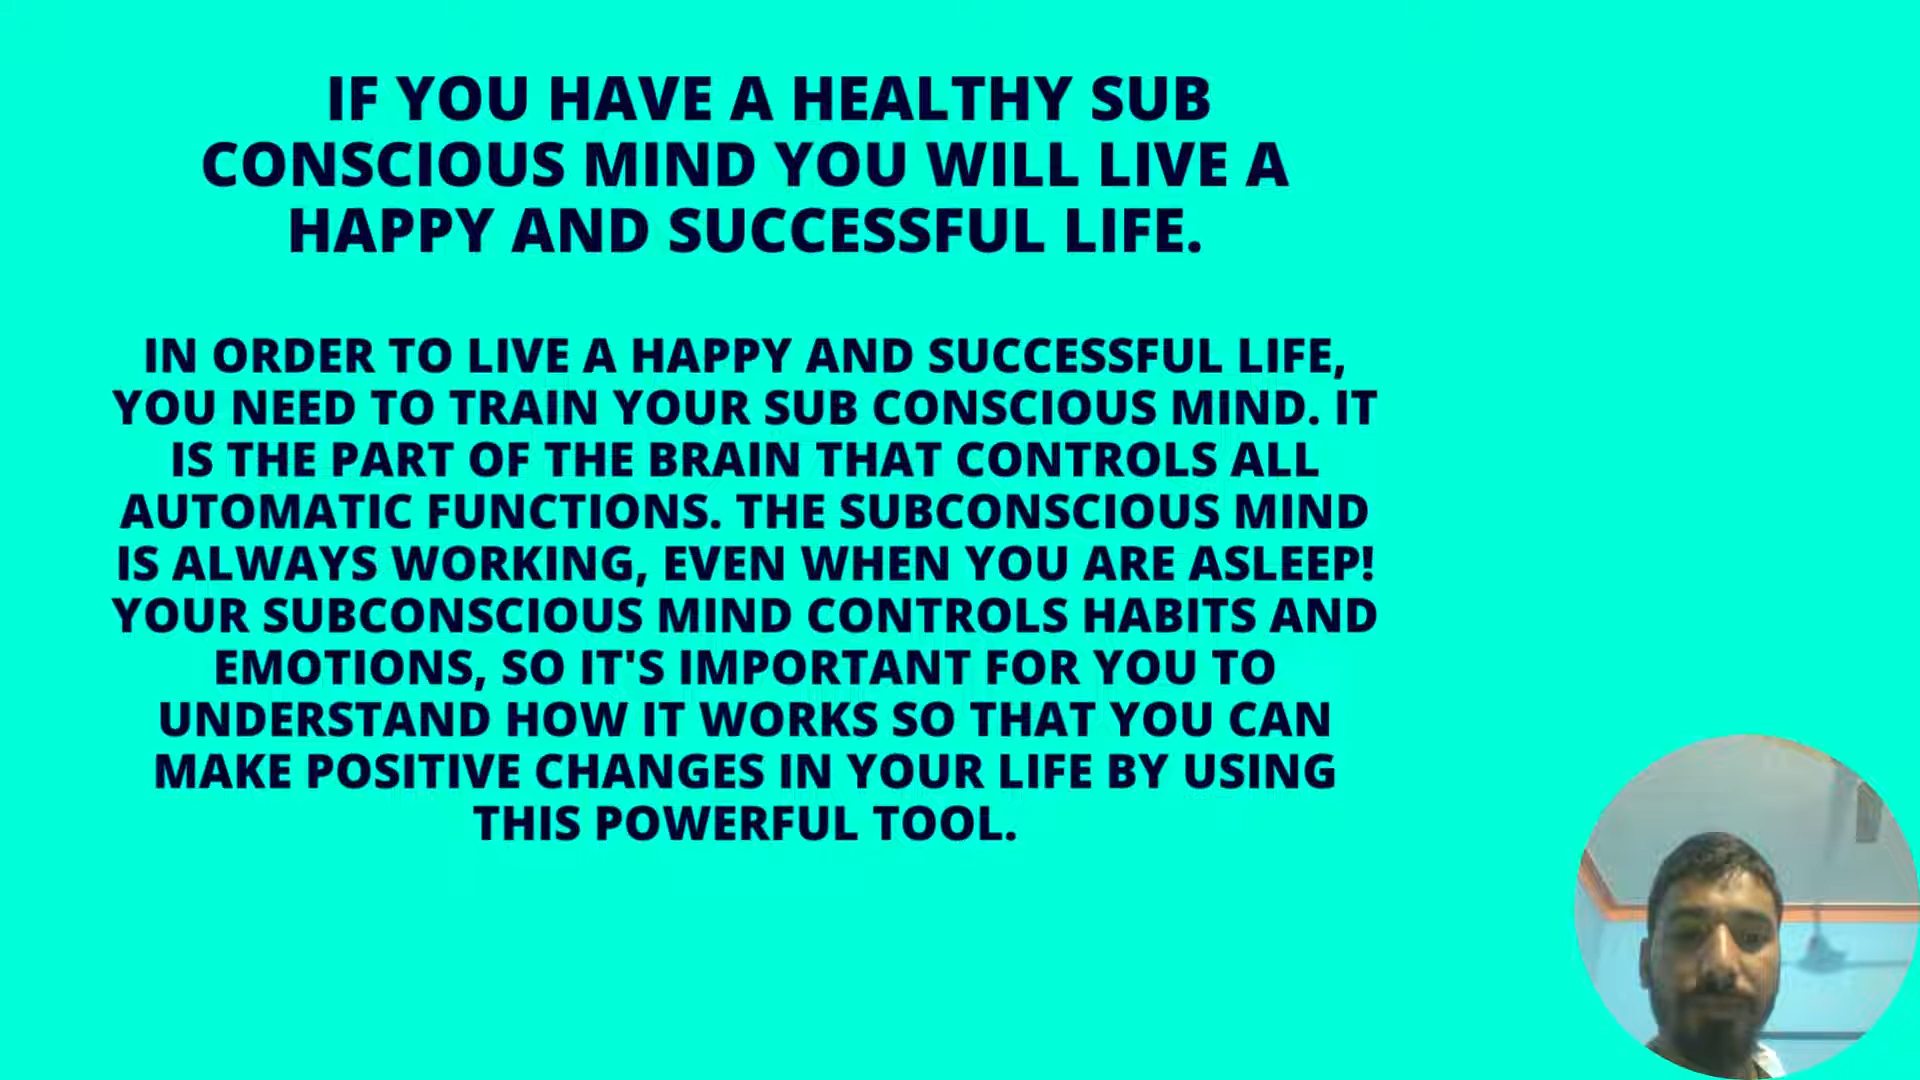 IF YOU HAVE A HEALTHY SUB
CONSCIOUS MIND YOU WILL LIVE A
HAPPY AND SUCCESSFUL LIFE.
IN ORDER TO LIVE A HAPPY AND SUCCESSFUL LIFE,
YOU NEED TO TRAIN YOUR SUB CONSCIOUS MIND. IT
IS THE PART OF THE BRAIN THAT CONTROLS ALL
AUTOMATIC FUNCTIONS. THE SUBCONSCIOUS MIND
IS ALWAYS WORKING, EVEN WHEN YOU ARE ASLEEP!
YOUR SUBCONSCIOUS MIND CONTROLS HABITS AND
EMOTIONS, SO IT'S IMPORTANT FOR YOU TO
UNDERSTAND HOW IT WORKS SO THAT YOU CAN
MAKE POSITIVE CHANGES IN YOUR LIFE BY USING
THIS POWERFUL TOOL.